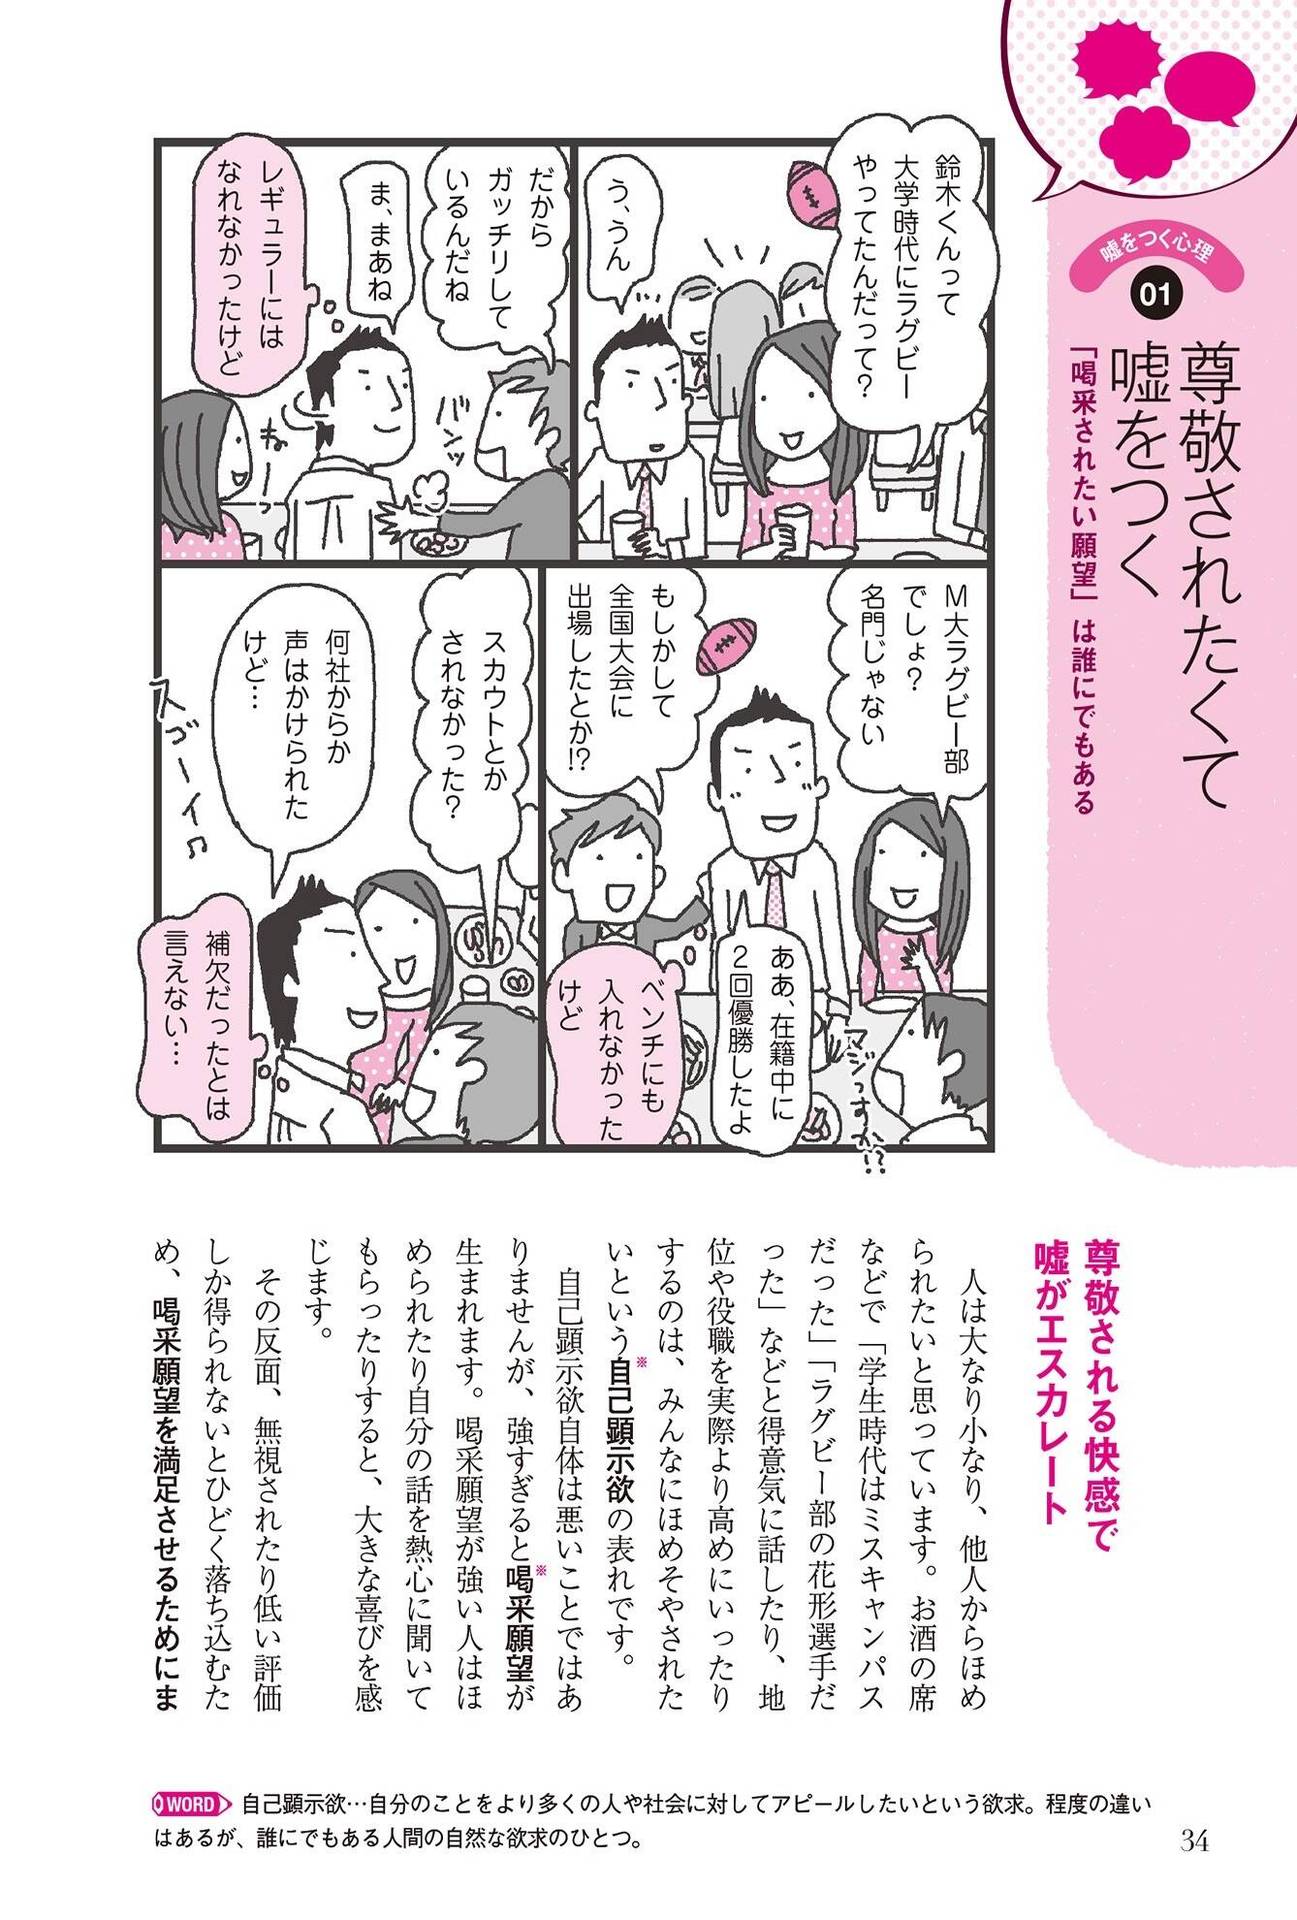 嘘をつく心理
01
尊敬されたくて
嘘をつく
「喝采されたい願望」は誰にでもある
鈴木くんって
大学時代にラグビー
やってたんだって?
う、うん
だから
ガッチリして
いるんだね
バンッ
ま、まあね
ねーっ
レギュラーには
なれなかったけど
M大ラグビー部
でしょ?
名門じゃない
もしかして
全国大会に
出場したとか!?
ああ、在籍中に
2回優勝したよ
マジっすか!?
ベンチにも
入れなかった
けど
スカウトとか
されなかった?
何社からか
声はかけられた
けど…
スゴーイ♫
補欠だったとは
言えない…
尊敬される快感で
嘘がエスカレート
人は大なり小なり、他人からほめ
られたいと思っています。お酒の席
などで「学生時代はミスキャンパス
だった」「ラグビー部の花形選手だ
った」などと得意気に話したり、地
位や役職を実際より高めにいったり
するのは、みんなにほめそやされた
いという自己顕示欲※の表れです。
自己顕示欲自体は悪いことではあ
りませんが、強すぎると喝采願望※が
生まれます。喝采願望が強い人はほ
められたり自分の話を熱心に聞いて
もらったりすると、大きな喜びを感
じます。
その反面、無視されたり低い評価
しか得られないとひどく落ち込むた
め、喝采願望を満足させるためにま
WORD 自己顕示欲…自分のことをより多くの人や社会に対してアピールしたいという欲求。程度の違い
はあるが、誰にでもある人間の自然な欲求のひとつ。
34